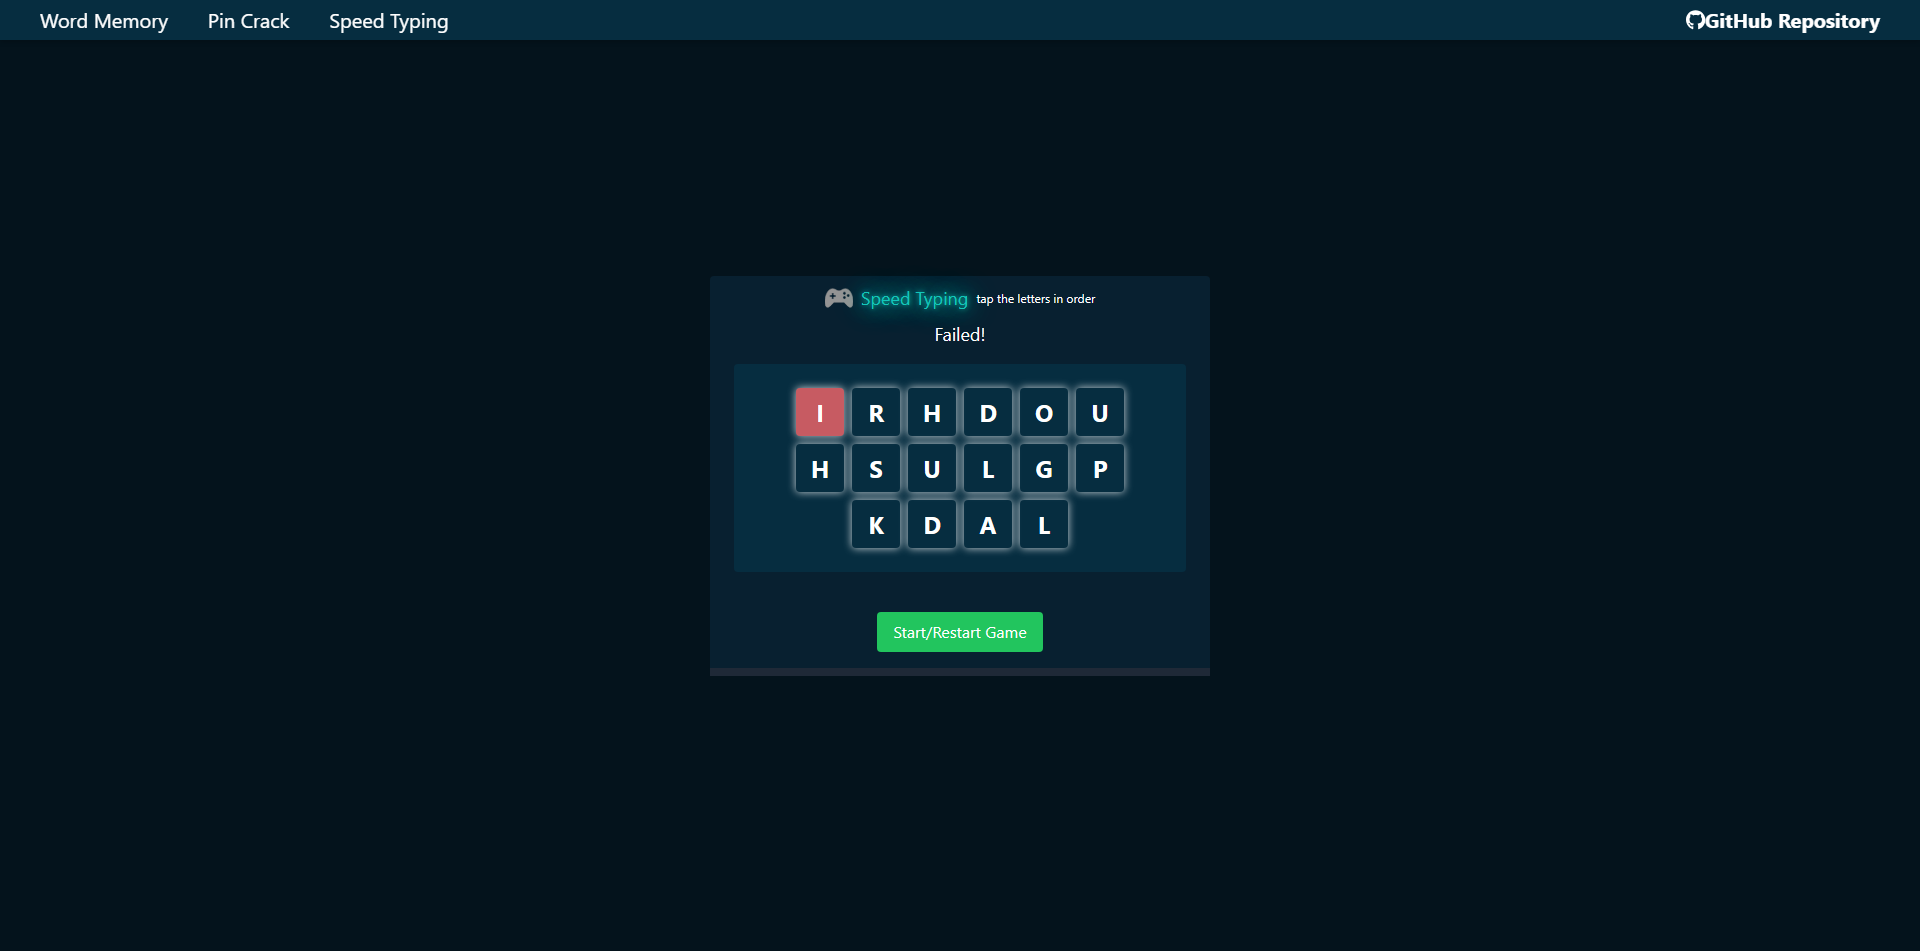 Word Memory Pin Crack Speed Typing GitHub Repository
Speed Typing tap the letters in order
Failed!
I R H D O U
H S U L G P
K D A L
Start/Restart Game